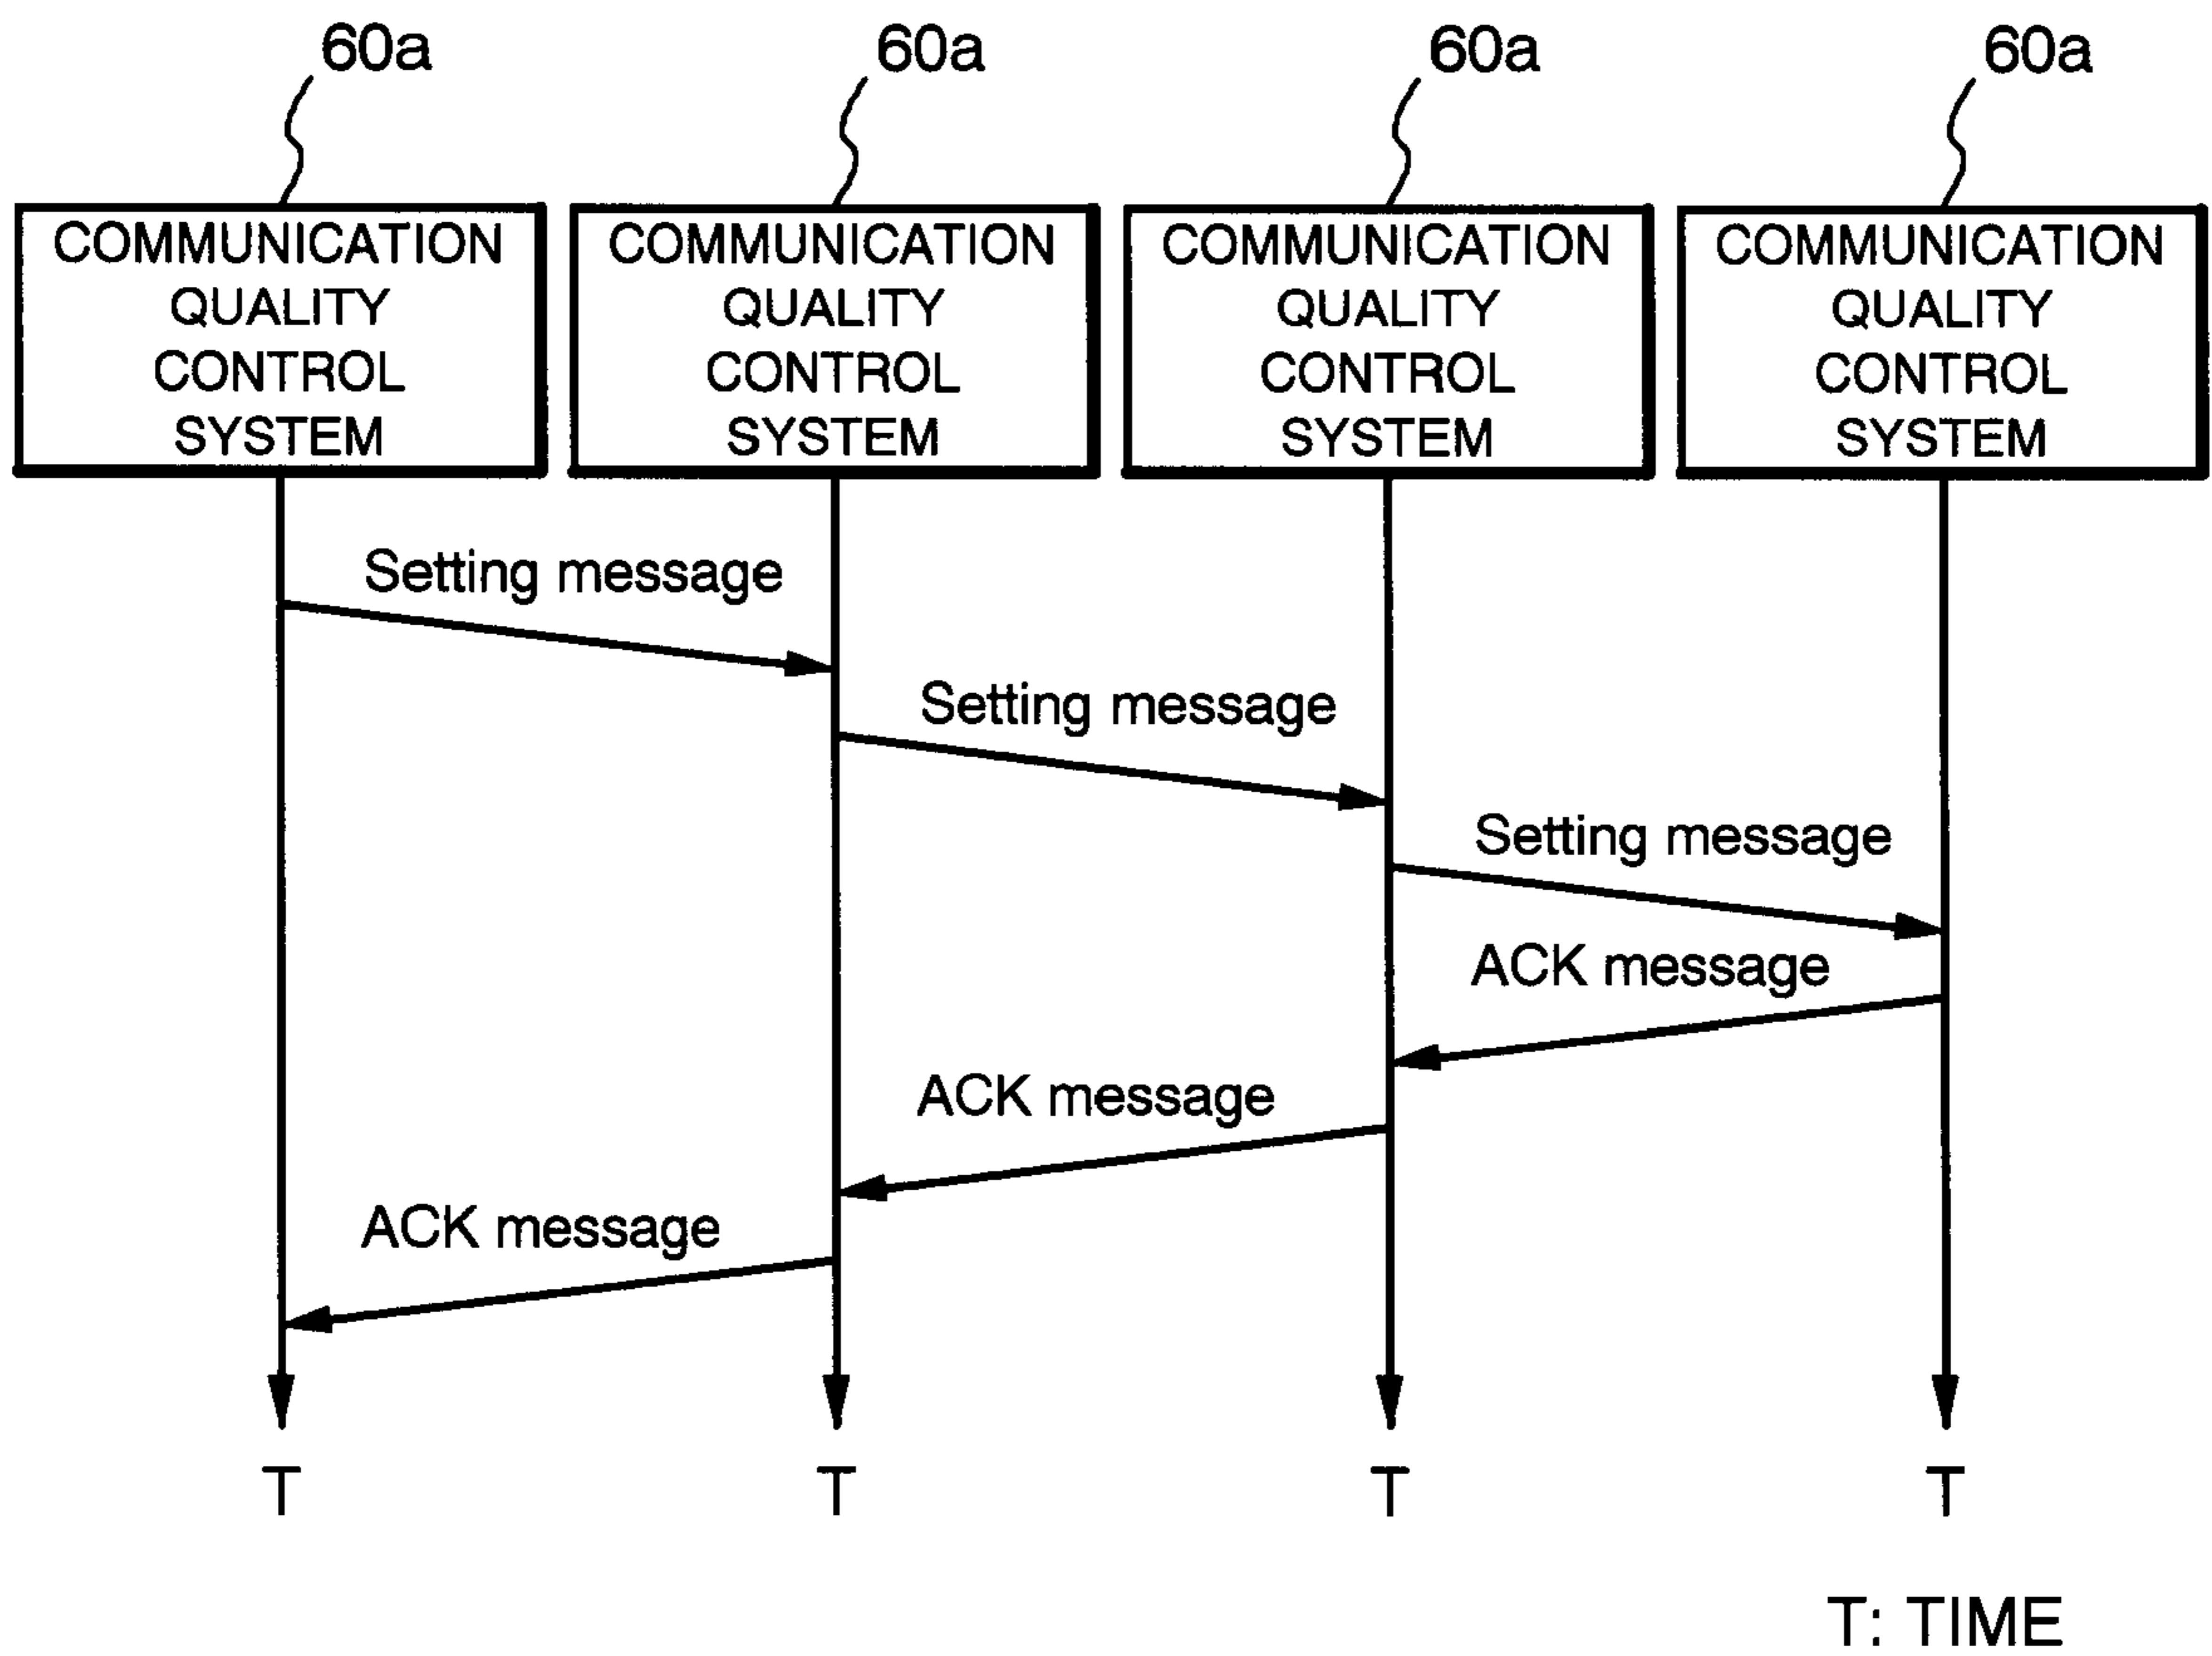 60a
60a
60a
60a
COMMUNICATION
QUALITY
CONTROL
SYSTEM
COMMUNICATION
QUALITY
CONTROL
SYSTEM
COMMUNICATION
QUALITY
CONTROL
SYSTEM
COMMUNICATION
QUALITY
CONTROL
SYSTEM
Setting message
Setting message
Setting message
ACK message
ACK message
ACK message
T
T
T
T
T: TIME